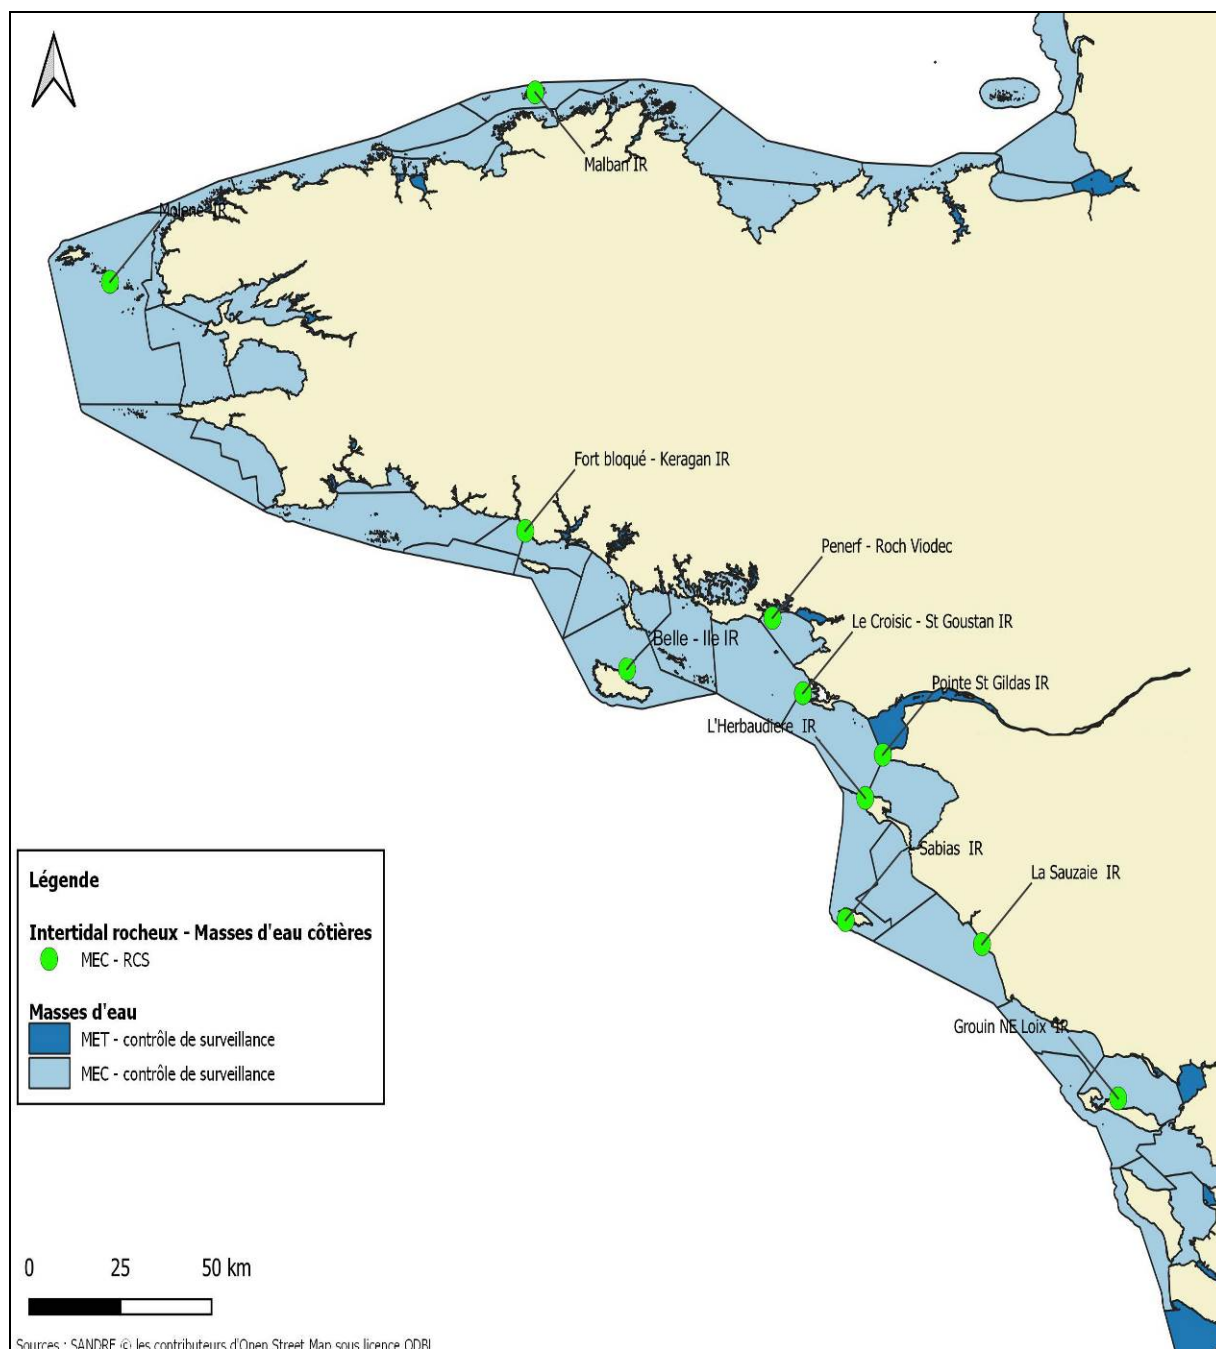 Malban IR
Molene IR
Fort bloqué - Keragan IR
Penerf - Roch Viodec
Le Croisic - St Goustan IR
Belle - Ile IR
Pointe St Gildas IR
L'Herbaudiere IR
Sabias IR
La Sauzaie IR
Grouin NE Loix IR
Légende
Intertidal rocheux - Masses d'eau côtières
MEC - RCS
Masses d'eau
MET - contrôle de surveillance
MEC - contrôle de surveillance
0 25 50 km
Sources : SANDRE © les contributeurs d'Open Street Map sous licence ODBL